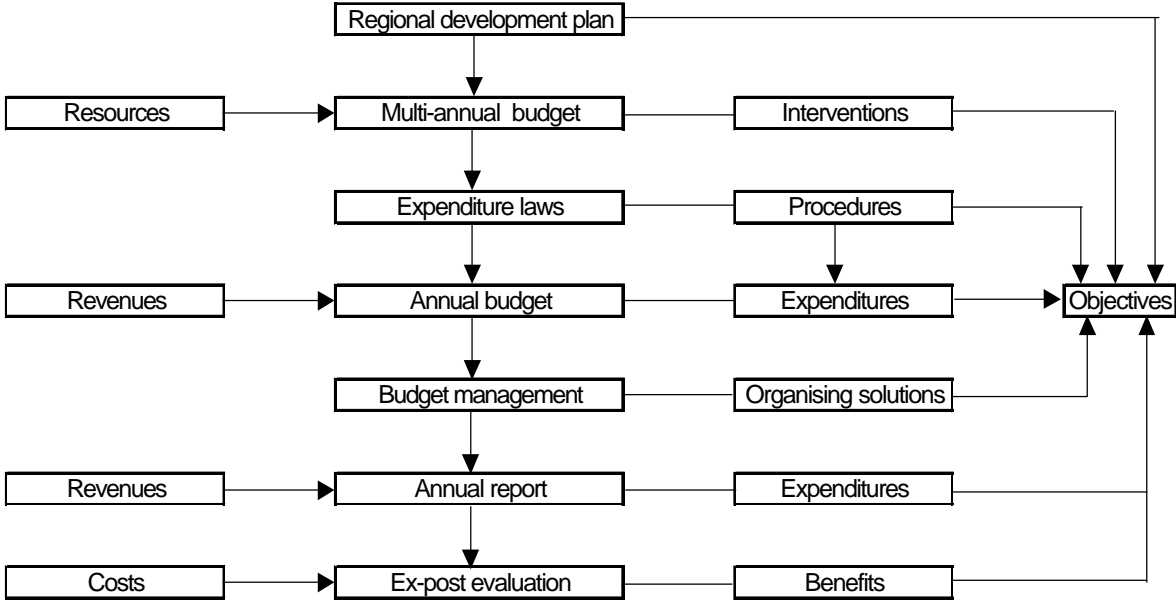 Regional development plan
Resources
Multi-annual budget
Interventions
Expenditure laws
Procedures
Revenues
Annual budget
Expenditures
Objectives
Budget management
Organising solutions
Revenues
Annual report
Expenditures
Costs
Ex-post evaluation
Benefits